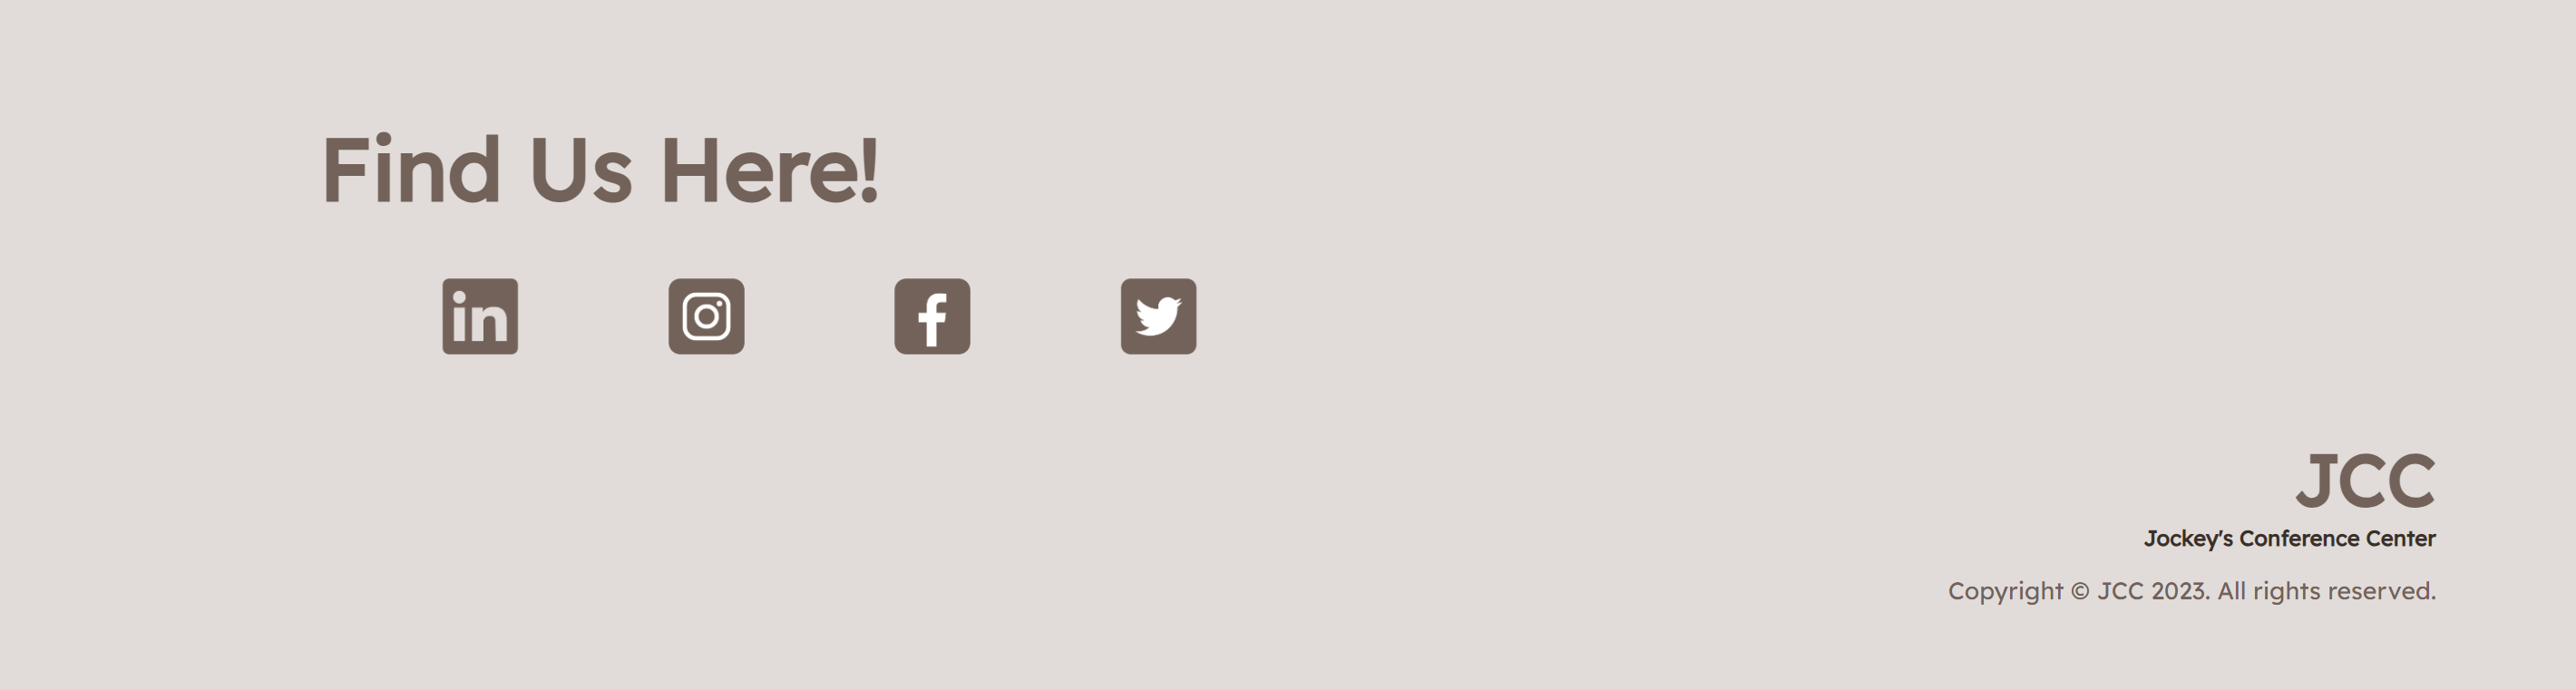 Find Us Here!
in
JCC
Jockey's Conference Center
Copyright © JCC 2023. All rights reserved.